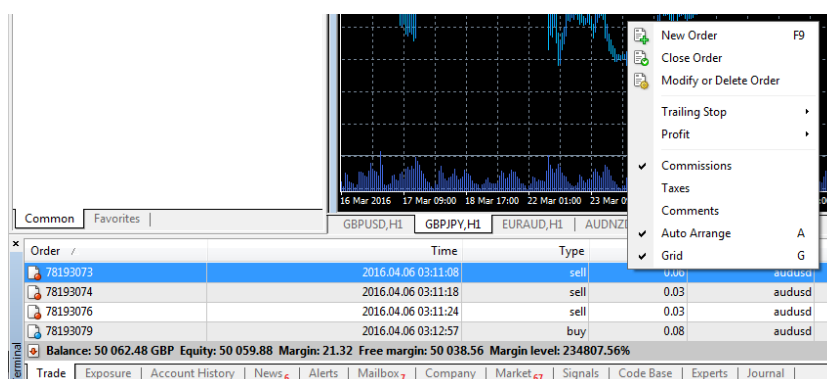 New Order F9
Close Order
Modify or Delete Order
Trailing Stop
Profit
Commissions
Taxes
Comments
Auto Arrange A
Grid G
16 Mar 2016 17 Mar 09:00 18 Mar 17:00 22 Mar 01:00 23 Mar
Common Favorites
GBPUSD,H1 GBPJPY,H1 EURAUD,H1
Order Time Type
78193073 2016.04.06 03:11:08 sell 0.06 audusd
78193074 2016.04.06 03:11:18 sell 0.03 audusd
78193076 2016.04.06 03:11:24 sell 0.03 audusd
78193079 2016.04.06 03:12:57 buy 0.08 audusd
Balance: 50 062.48 GBP Equity: 50 059.88 Margin: 21.32 Free margin: 50 038.56 Margin level: 234807.56%
Trade Exposure Account History News 6 Alerts Mailbox 7 Company Market 67 Signals Code Base Experts Journal